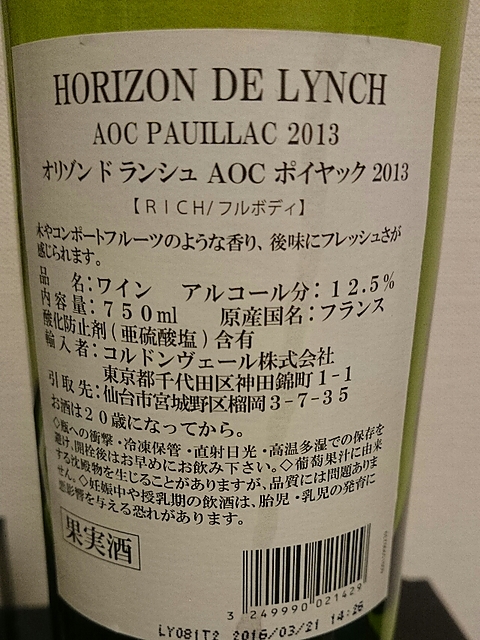 HORIZON DE LYNCH
AOC PAUILLAC 2013
オリゾン ド ランシュ AOC ポイヤック 2013
【RICH/フルボディ】
木やコンポートフルーツのような香り、後味にフレッシュさが
感じられます。
品　名：ワイン　アルコール分：12.5%
内容量：750ml　原産国名：フランス
酸化防止剤(亜硫酸塩)含有
輸入者：コルドンヴェール株式会社
東京都千代田区神田錦町1-1
引取先：仙台市宮城野区榴岡3-7-35
お酒は20歳になってから。
◇瓶への衝撃・冷凍保管・直射日光・高温多湿での保存を
避け、開栓後はお早めにお飲み下さい。◇葡萄果汁に由来
する沈殿物を生じることがありますが、品質には問題ありま
せん。◇妊娠中や授乳期の飲酒は、胎児・乳児の発育に
悪影響を与える恐れがあります。
果実酒
3 249990 021429
LY081T2 2016/03/21 14:26